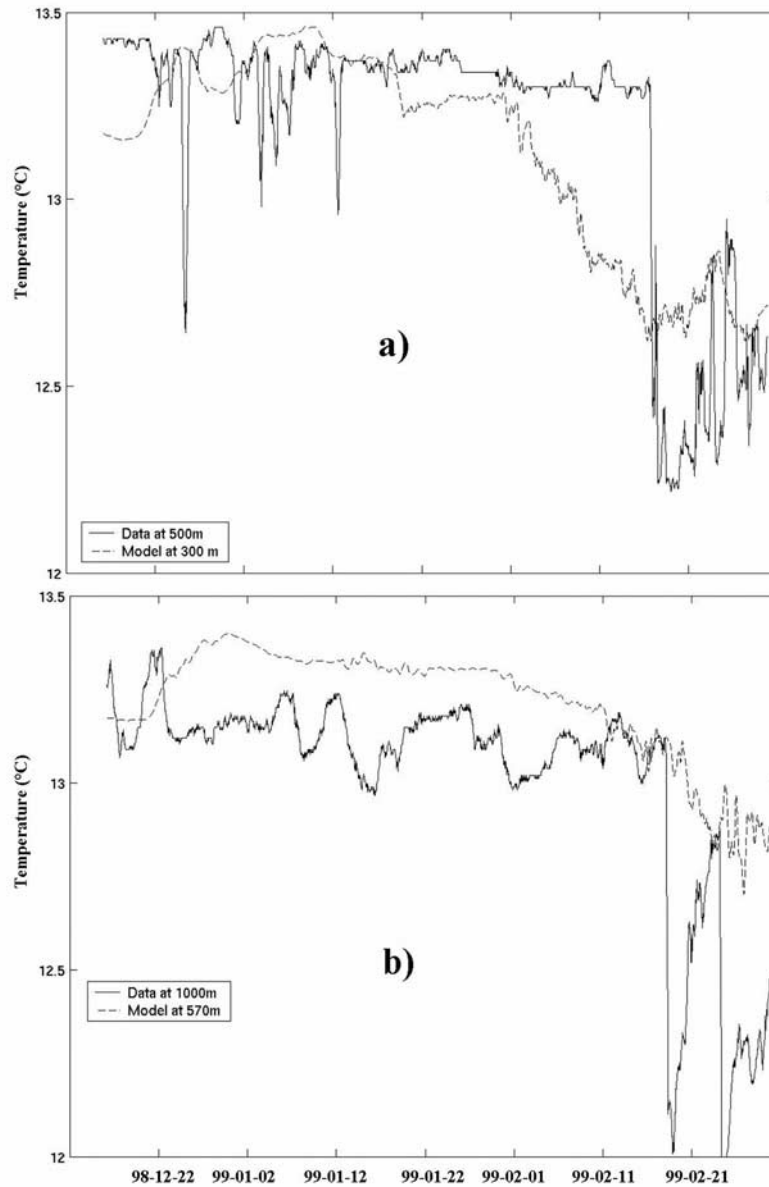 13.5
13
12.5
12
Temperature (°C)
a)
Data at 500m
Model at 300 m
13.5
13
12.5
12
Temperature (°C)
b)
Data at 1000m
Model at 570m
98-12-22 99-01-02 99-01-12 99-01-22 99-02-01 99-02-11 99-02-21